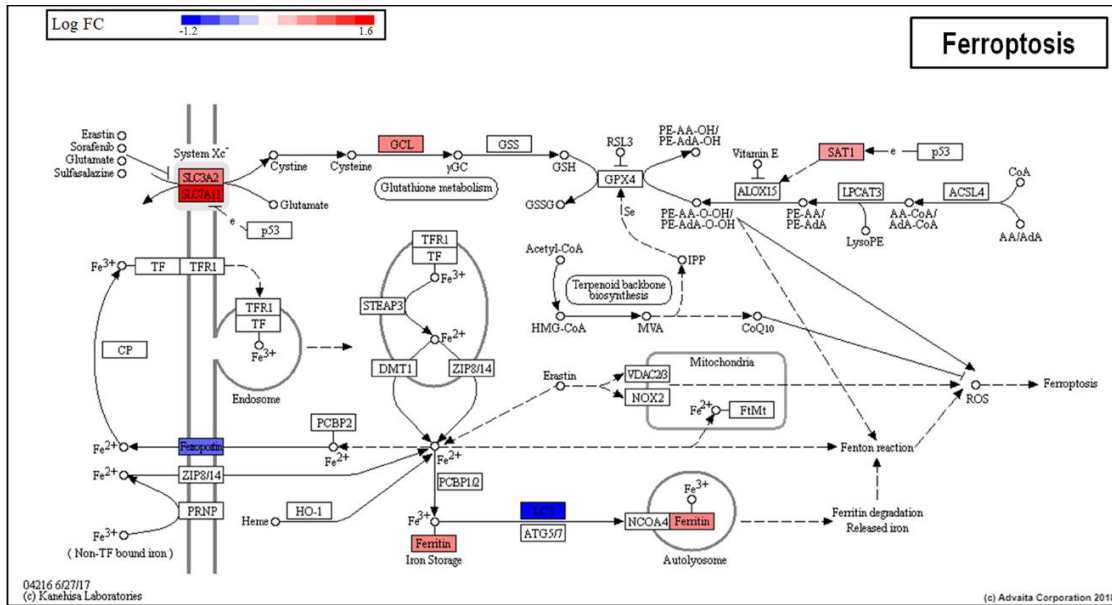 Log FC
-1.2 1.6
Ferroptosis
Erastin
Sorafenib
Glutamate
Sulfasalazine
System Xc-
SLC3A2
SLC7A11
Cystine
Cysteine
GCL
γGC
GSS
GSH
Glutathione metabolism
Glutamate
e
p53
RSL3
GPX4
GSSG
PE-AA-OH/
PE-AdA-OH
Se
Vitamin E
ALOX15
SAT1
e
p53
PE-AA-O-OH/
PE-AdA-O-OH
PE-AA/
PE-AdA
LPCAT3
LysoPE
AA-CoA/
AdA-CoA
ACSL4
CoA
AA/AdA
Fe3+
TF
TFR1
TFR1
TF
Fe3+
Endosome
CP
TFR1
TF
Fe3+
STEAP3
Fe2+
DMT1
ZIP8/14
Acetyl-CoA
IPP
Terpenoid backbone
biosynthesis
HMG-CoA
MVA
CoQ10
Mitochondria
Erastin
VDAC2/3
NOX2
Fe2+
FtMt
ROS
Ferroptosis
Fe2+
Ferroportin
PCBP2
Fe2+
Fe2+
Fenton reaction
Fe2+
ZIP8/14
PRNP
Fe3+
( Non-TF bound iron )
Heme
HO-1
PCBP1/2
Fe3+
Ferritin
Iron Storage
LC3
ATG5/7
Fe3+
NCOA4
Ferritin
Autolyosome
Ferritin degradation
Released iron
04216 6/27/17
(c) Kanehisa Laboratories
(c) Advaita Corporation 2018